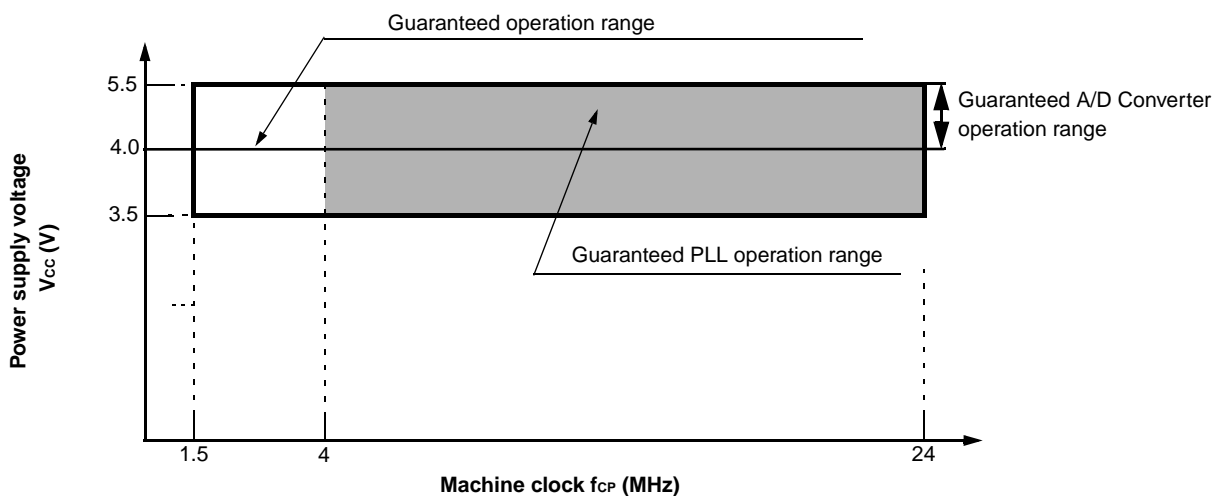 Guaranteed operation range
5.5
4.0
3.5
Guaranteed A/D Converter
operation range
Power supply voltage
VCC (V)
Guaranteed PLL operation range
1.5
4
24
Machine clock fCP (MHz)